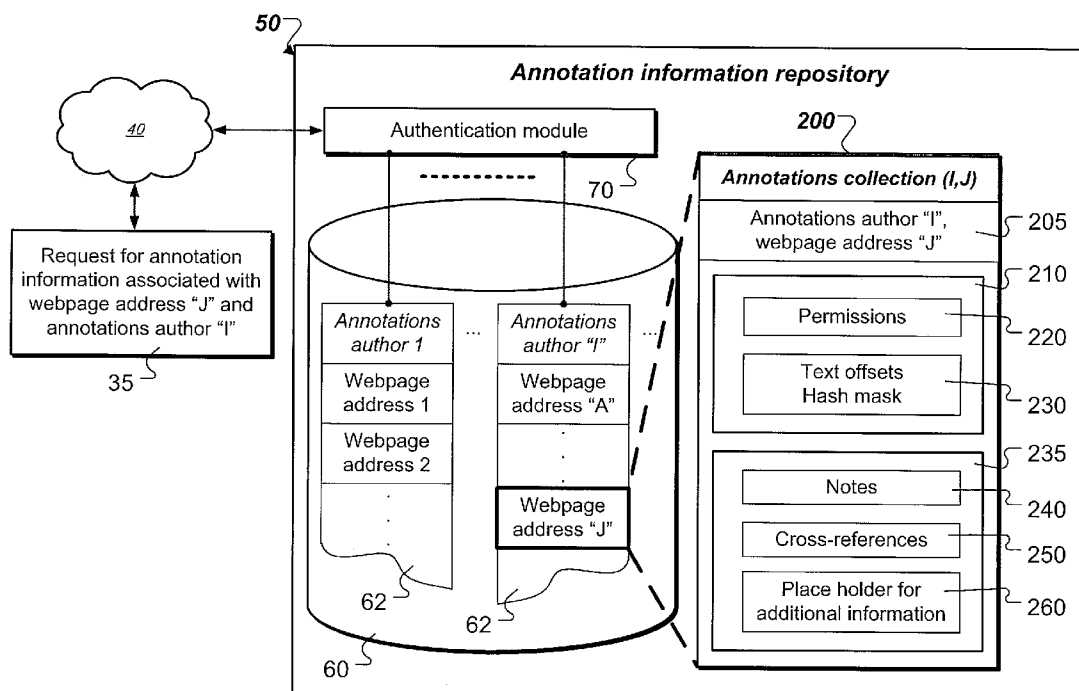 50
Annotation information repository
40
Authentication module
70
200
Annotations collection (I,J)
Annotations author "I",
webpage address "J"
205
Request for annotation
information associated with
webpage address "J" and
annotations author "I"
35
210
Permissions
220
Text offsets
Hash mask
230
Annotations
author 1
...
Annotations
author "I"
...
Webpage
address 1
Webpage
address "A"
Webpage
address 2
Webpage
address "J"
235
Notes
240
Cross-references
250
Place holder for
additional information
260
62
62
60